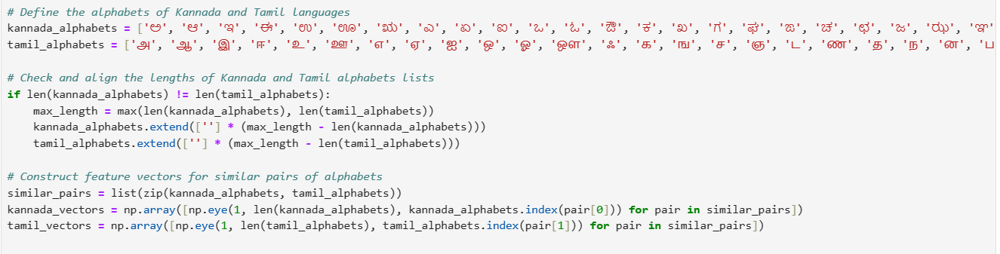 # Define the alphabets of Kannada and Tamil languages
kannada_alphabets = ['ಅ', 'ಆ', 'ಇ', 'ಈ', 'ಉ', 'ಊ', 'ಋ', 'ಎ', 'ಏ', 'ಐ', 'ಒ', 'ಓ', 'ಔ', 'ಕ', 'ಖ', 'ಗ', 'ಘ', 'ಙ', 'ಚ', 'ಛ', 'ಜ', 'ಝ', 'ಞ'
tamil_alphabets = ['அ', 'ஆ', 'இ', 'ஈ', 'உ', 'ஊ', 'எ', 'ஏ', 'ஐ', 'ஒ', 'ஓ', 'ஔ', 'ஃ', 'க', 'ங', 'ச', 'ஞ', 'ட', 'ண', 'த', 'ந', 'ன', 'ப
# Check and align the lengths of Kannada and Tamil alphabets lists
if len(kannada_alphabets) != len(tamil_alphabets):
max_length = max(len(kannada_alphabets), len(tamil_alphabets))
kannada_alphabets.extend([''] * (max_length - len(kannada_alphabets)))
tamil_alphabets.extend([''] * (max_length - len(tamil_alphabets)))
# Construct feature vectors for similar pairs of alphabets
similar_pairs = list(zip(kannada_alphabets, tamil_alphabets))
kannada_vectors = np.array([np.eye(1, len(kannada_alphabets), kannada_alphabets.index(pair[0])) for pair in similar_pairs])
tamil_vectors = np.array([np.eye(1, len(tamil_alphabets), tamil_alphabets.index(pair[1])) for pair in similar_pairs])